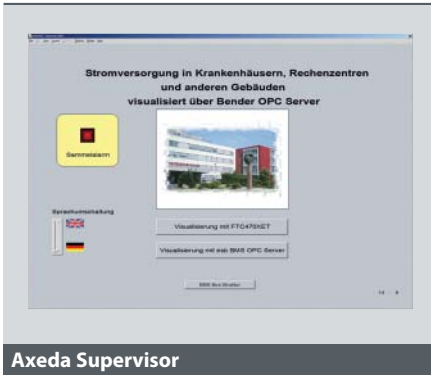 Stromversorgung in Krankenhäusern, Rechenzentren
und anderen Gebäuden
visualisiert über Bender OPC Server
Sammelalarm
Sprachumschaltung
Visualisierung mit FTC470XET
Visualisierung mit esb BMS OPC Server
Axeda Supervisor